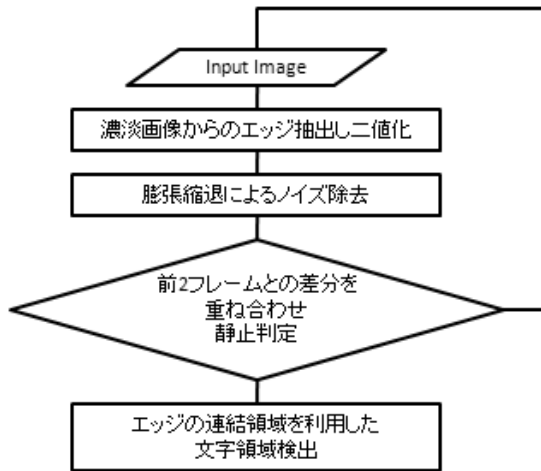 Input Image
濃淡画像からのエッジ抽出し二値化
膨張縮退によるノイズ除去
前2フレームとの差分を
重ね合わせ
静止判定
エッジの連結領域を利用した
文字領域検出